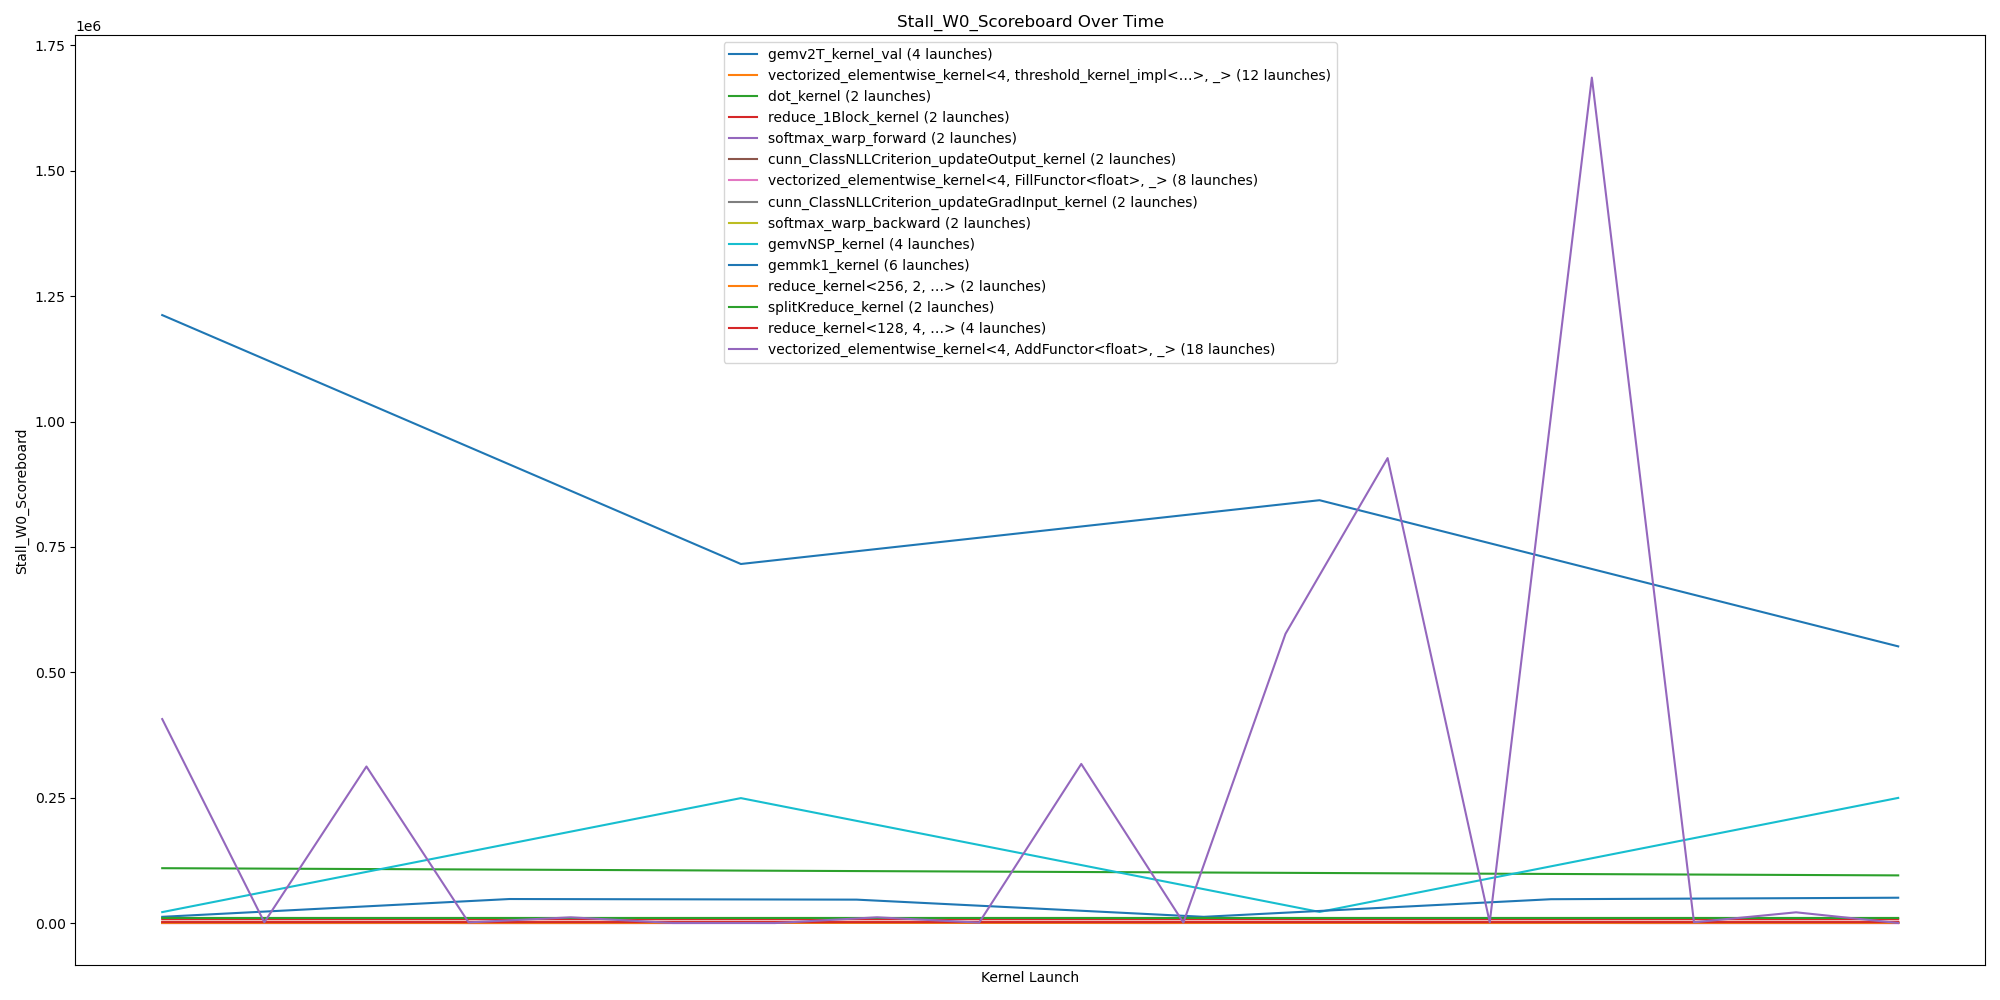 Stall_W0_Scoreboard Over Time
1e6
1.75
1.50
1.25
1.00
0.75
0.50
0.25
0.00
Stall_W0_Scoreboard
gemv2T_kernel_val (4 launches)
vectorized_elementwise_kernel<4, threshold_kernel_impl<...>, _> (12 launches)
dot_kernel (2 launches)
reduce_1Block_kernel (2 launches)
softmax_warp_forward (2 launches)
cunn_ClassNLLCriterion_updateOutput_kernel (2 launches)
vectorized_elementwise_kernel<4, FillFunctor<float>, _> (8 launches)
cunn_ClassNLLCriterion_updateGradInput_kernel (2 launches)
softmax_warp_backward (2 launches)
gemvNSP_kernel (4 launches)
gemmk1_kernel (6 launches)
reduce_kernel<256, 2, ...> (2 launches)
splitKreduce_kernel (2 launches)
reduce_kernel<128, 4, ...> (4 launches)
vectorized_elementwise_kernel<4, AddFunctor<float>, _> (18 launches)
Kernel Launch